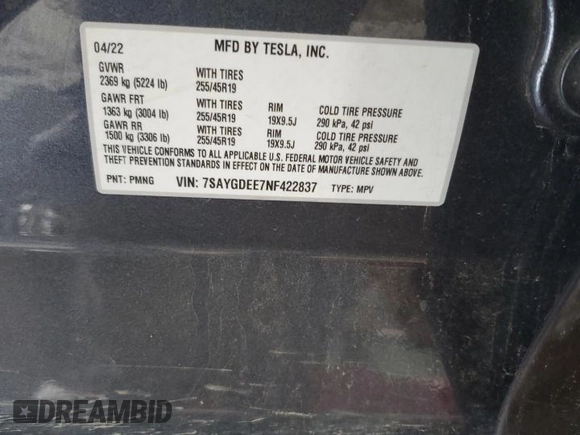 04/22 MFD BY TESLA, INC.
GVWR WITH TIRES
2369 kg (5224 lb) 255/45R19
GAWR FRT WITH TIRES RIM COLD TIRE PRESSURE
1363 kg (3004 lb) 255/45R19 19X9.5J 290 kPa, 42 psi
GAWR RR WITH TIRES RIM COLD TIRE PRESSURE
1500 kg (3306 lb) 255/45R19 19X9.5J 290 kPa, 42 psi
THIS VEHICLE CONFORMS TO ALL APPLICABLE U.S. FEDERAL MOTOR VEHICLE SAFETY AND
THEFT PREVENTION STANDARDS IN EFFECT ON THE DATE OF MANUFACTURE SHOWN ABOVE.
PNT: PMNG VIN: 7SAYGDEE7NF422837 TYPE: MPV
DREAMBID